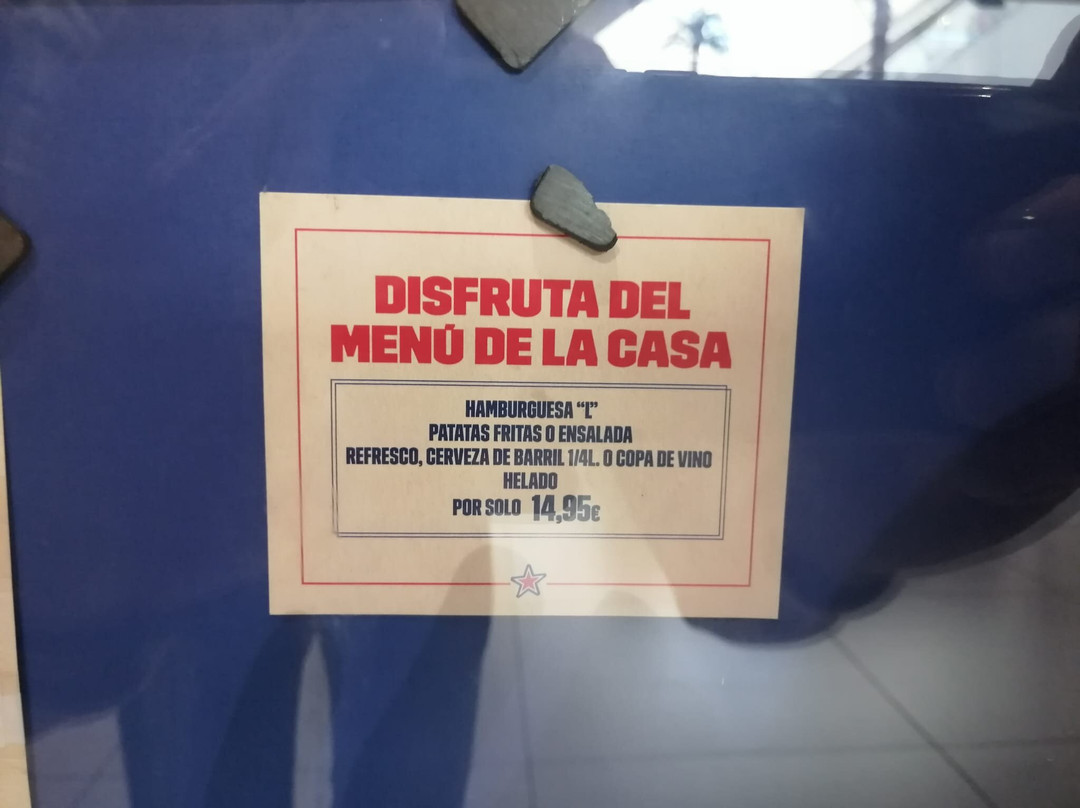 DISFRUTA DEL
MENÚ DE LA CASA
HAMBURGUESA “L”
PATATAS FRITAS O ENSALADA
REFRESCO, CERVEZA DE BARRIL 1/4L. O COPA DE VINO
HELADO
POR SOLO 14,95€